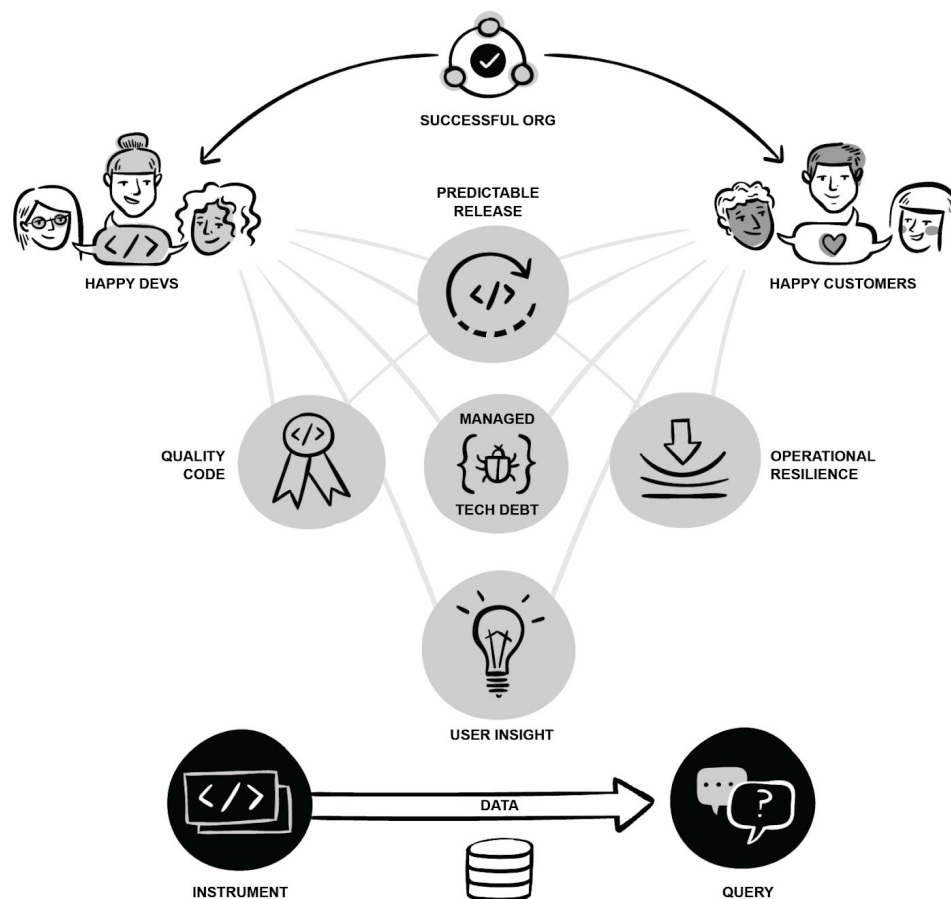 SUCCESSFUL ORG
PREDICTABLE
RELEASE
</>
HAPPY DEVS
HAPPY CUSTOMERS
</>
</>
QUALITY
CODE
MANAGED
{ }
TECH DEBT
OPERATIONAL
RESILIENCE
USER INSIGHT
</>
DATA
?
INSTRUMENT
QUERY